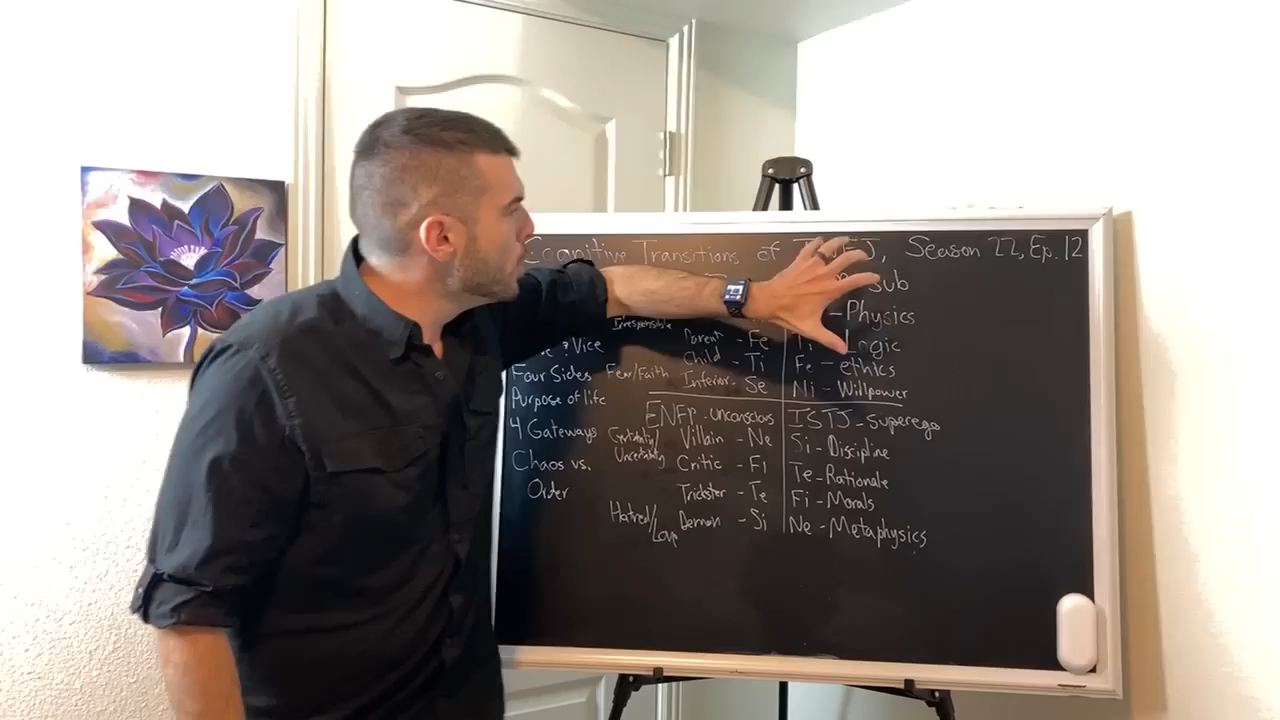 Cognitive Transitions of J, Season 22, Ep. 12
Sub
- Physics
Irresponsible
Parent - Fe
Logic
? Vice
Child - Ti
Fe - ethics
Four Sides Fear/Faith Inferior - Se
Ni - Willpower
Purpose of life
ENFP - Unconscious
ISTJ - Superego
4 Gateways Certainty/ Uncertainty
Villain - Ne
Si - Discipline
Chaos vs. Order
Critic - Fi
Te - Rationale
Trickster - Te
Fi - Morals
Hatred/
Demon - Si
Ne - Metaphysics